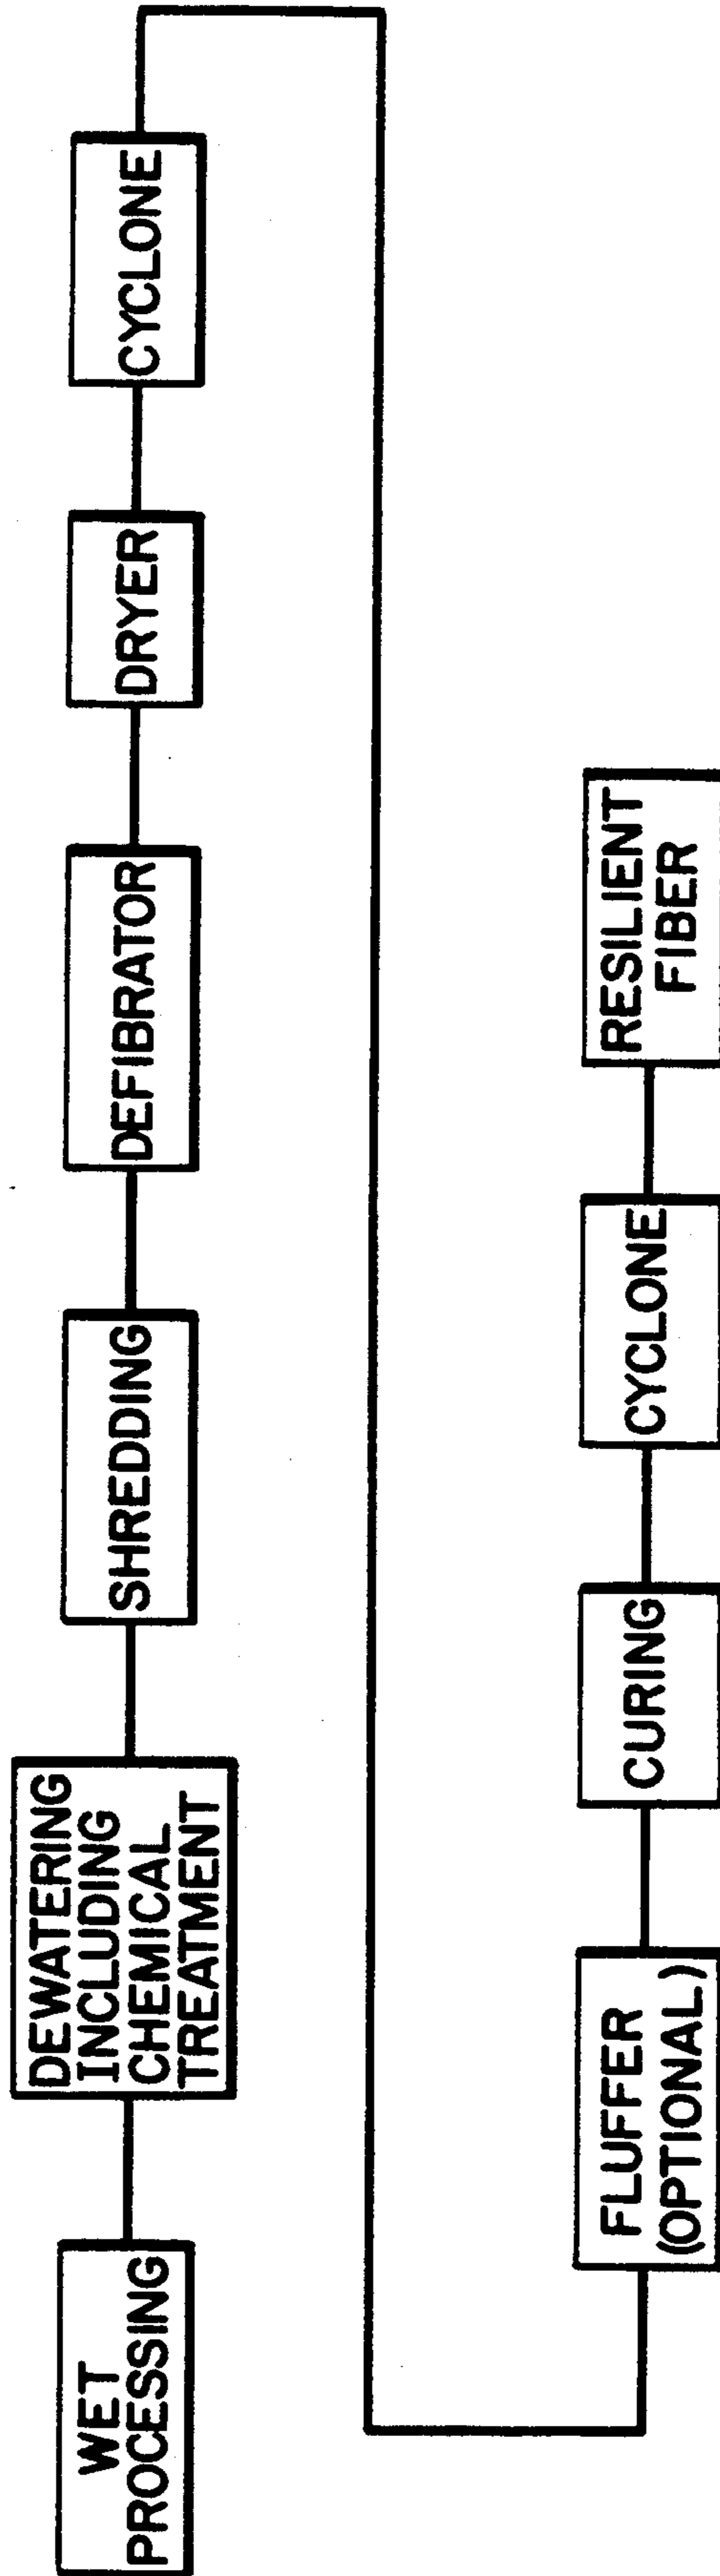 WET
PROCESSING
DEWATERING
INCLUDING
CHEMICAL
TREATMENT
SHREDDING
DEFIBRATOR
DRYER
CYCLONE
FLUFFER
(OPTIONAL)
CURING
CYCLONE
RESILIENT
FIBER